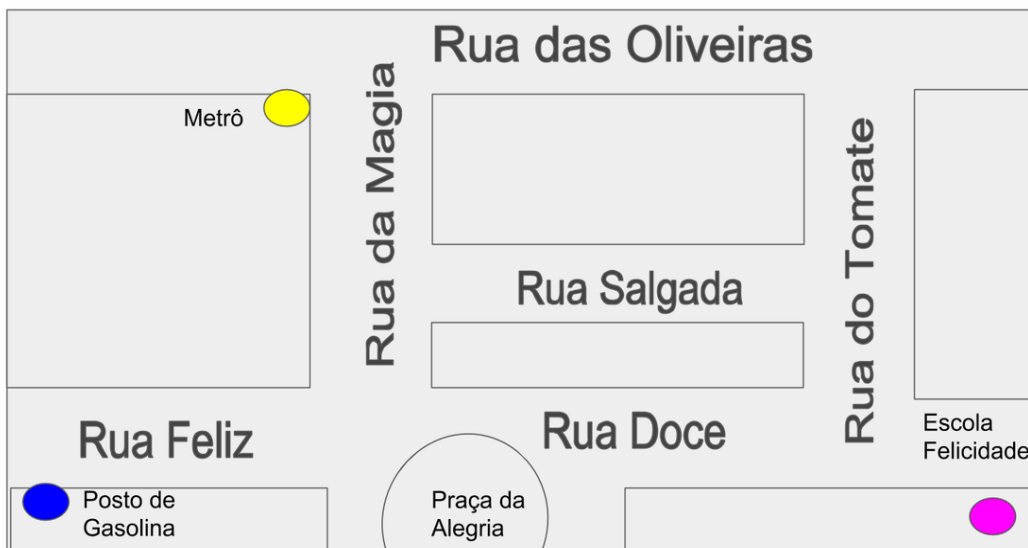 Rua das Oliveiras
Metrô
Rua da Magia
Rua do Tomate
Rua Salgada
Rua Feliz
Rua Doce
Escola
Felicidade
Posto de
Gasolina
Praça da
Alegria